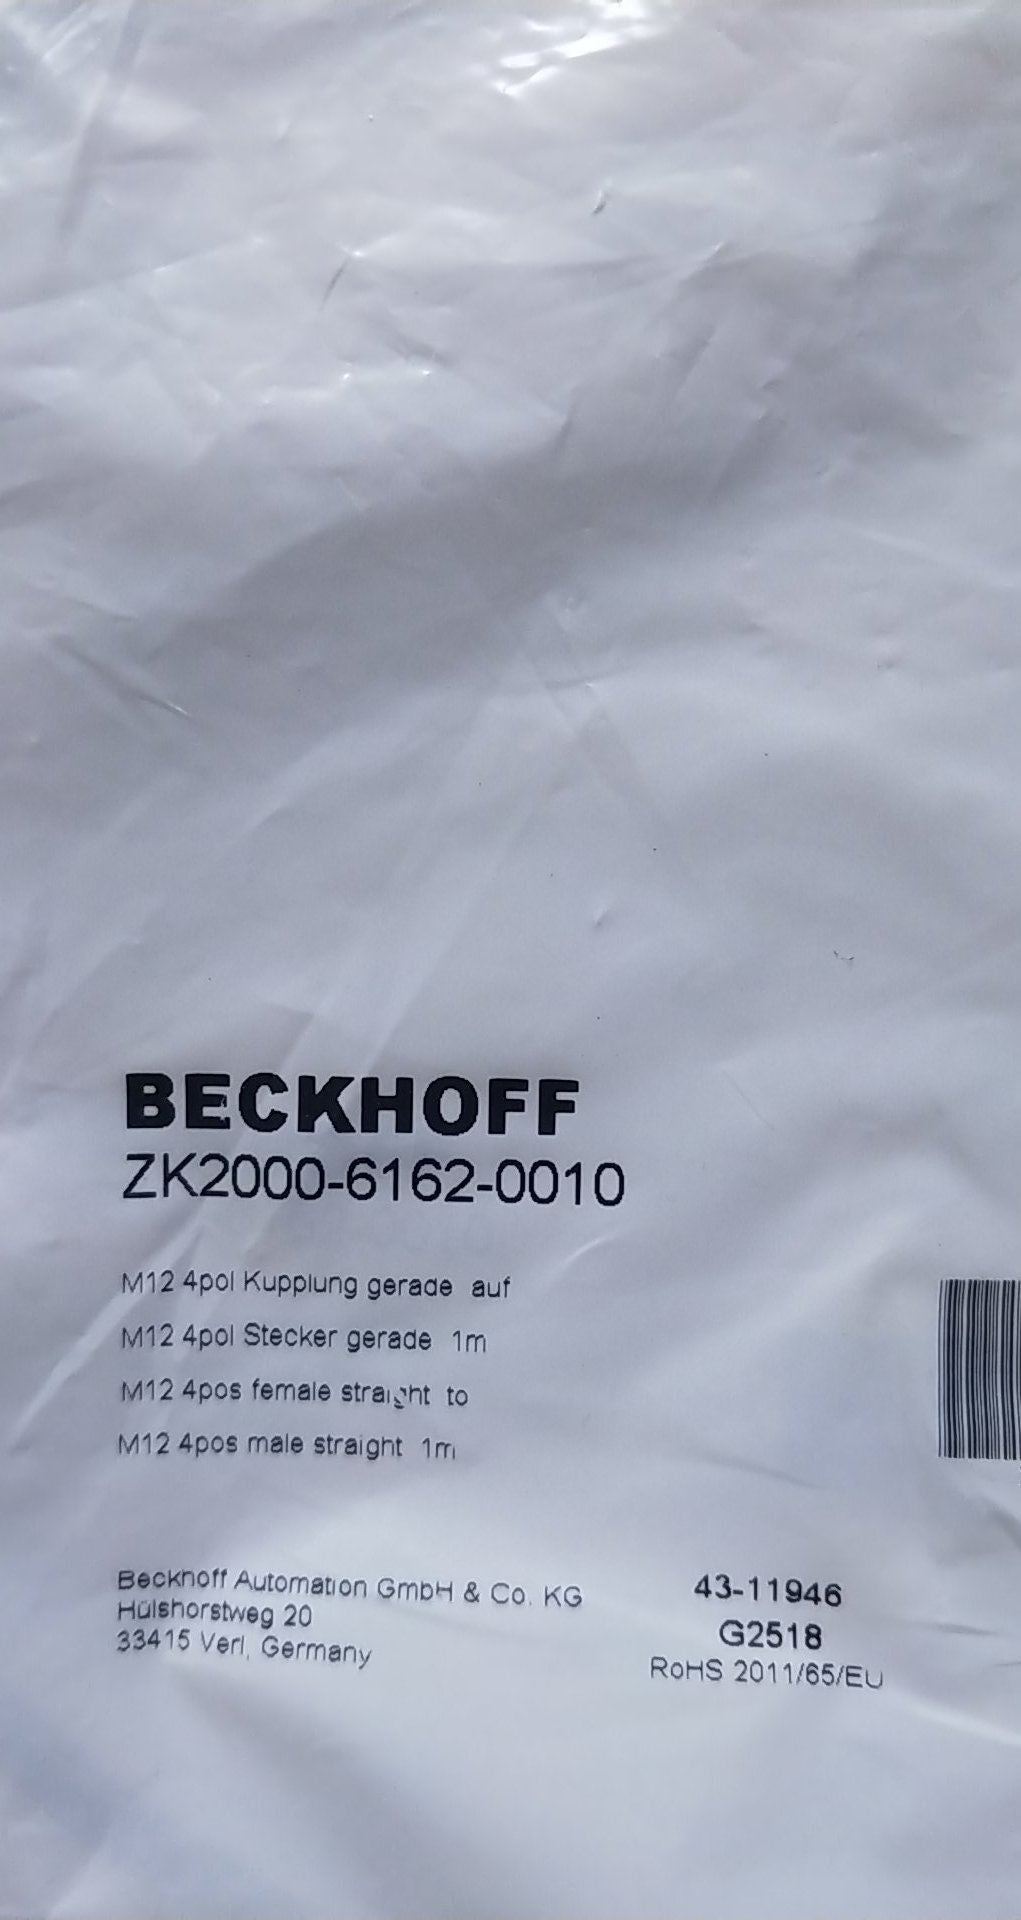 BECKHOFF
ZK2000-6162-0010
M12 4pol Kupplung gerade auf
M12 4pol Stecker gerade 1m
M12 4pos female straight to
M12 4pos male straight 1m
Beckhoff Automation GmbH & Co. KG
Hülshorstweg 20
33415 Verl, Germany
43-11946
G2518
RoHS 2011/65/EU